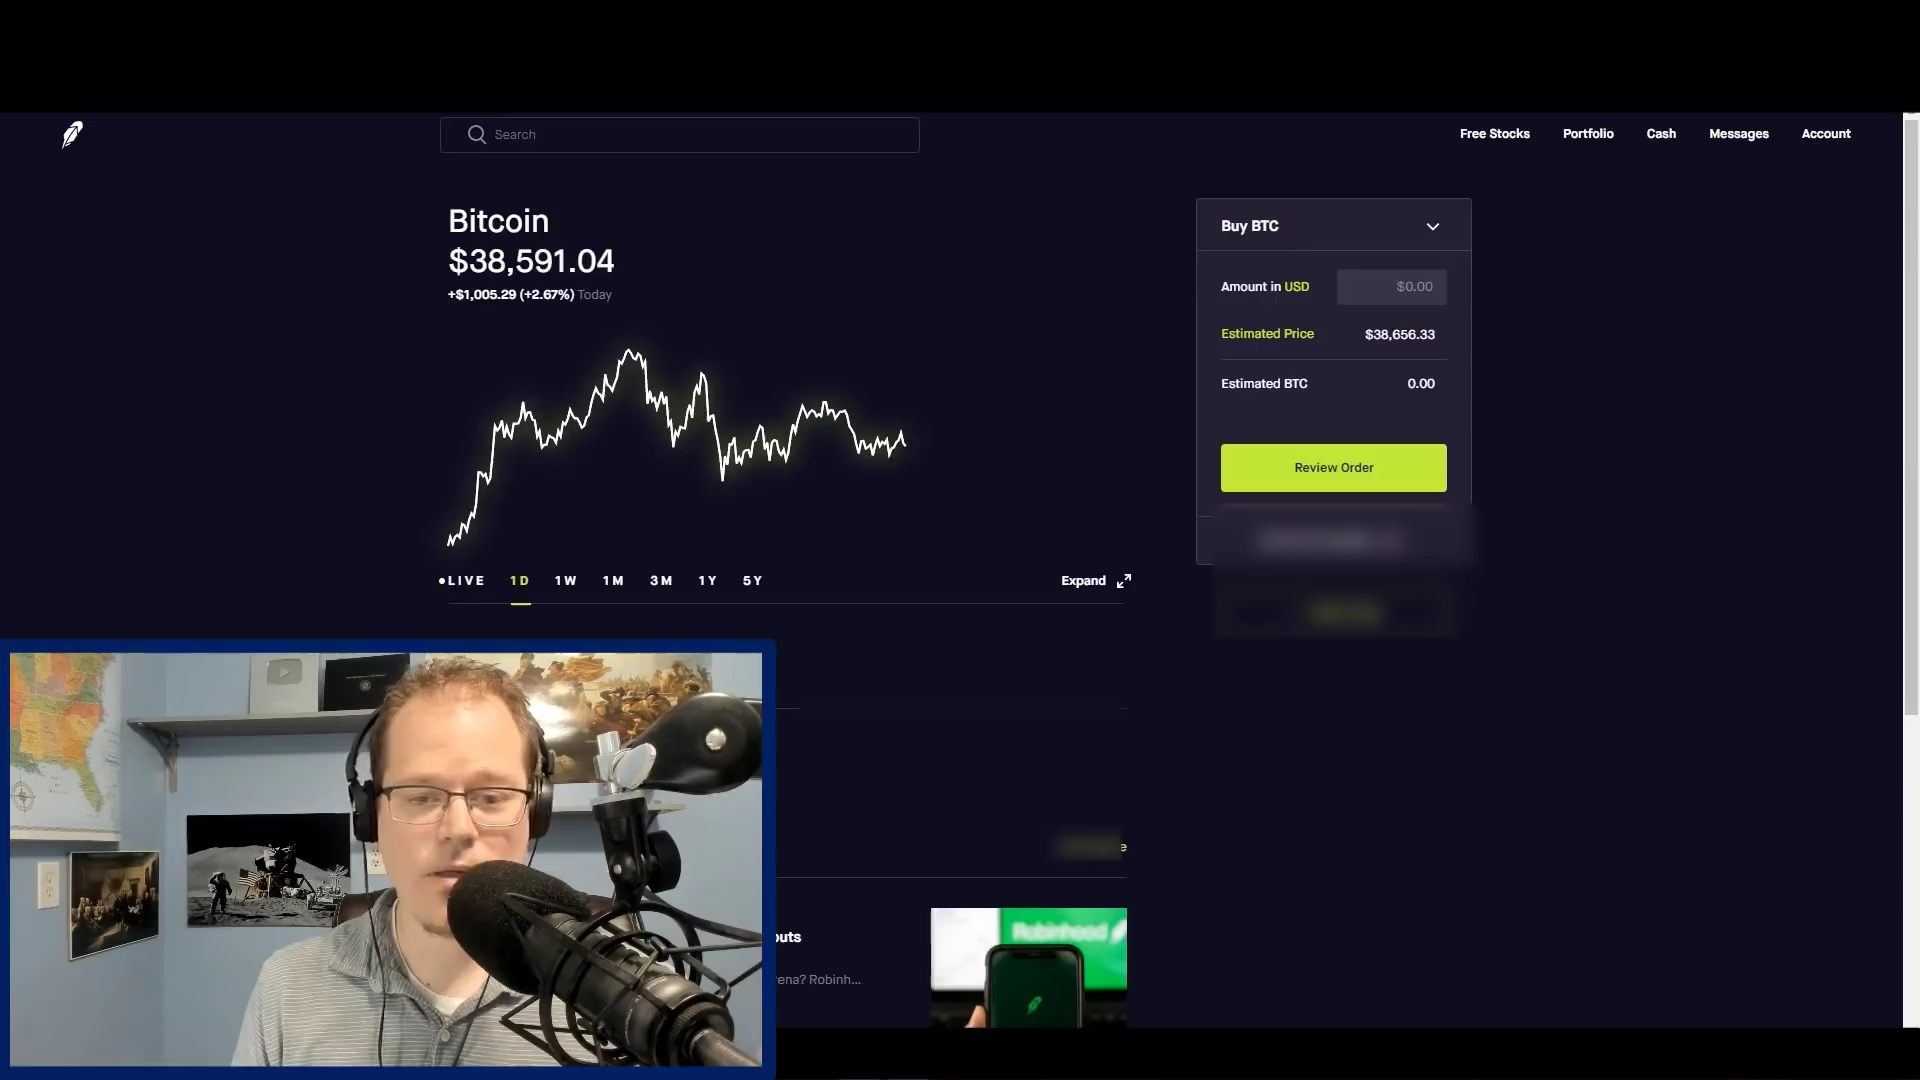 Search
Free Stocks
Portfolio
Cash
Messages
Account
Bitcoin
$38,591.04
+$1,005.29 (+2.67%) Today
Buy BTC
Amount in USD
$0.00
Estimated Price
$38,656.33
Estimated BTC
0.00
Review Order
LIVE
1D
1W
1M
3M
1Y
5Y
Expand
outs
rena? Robinh...
Robinhood